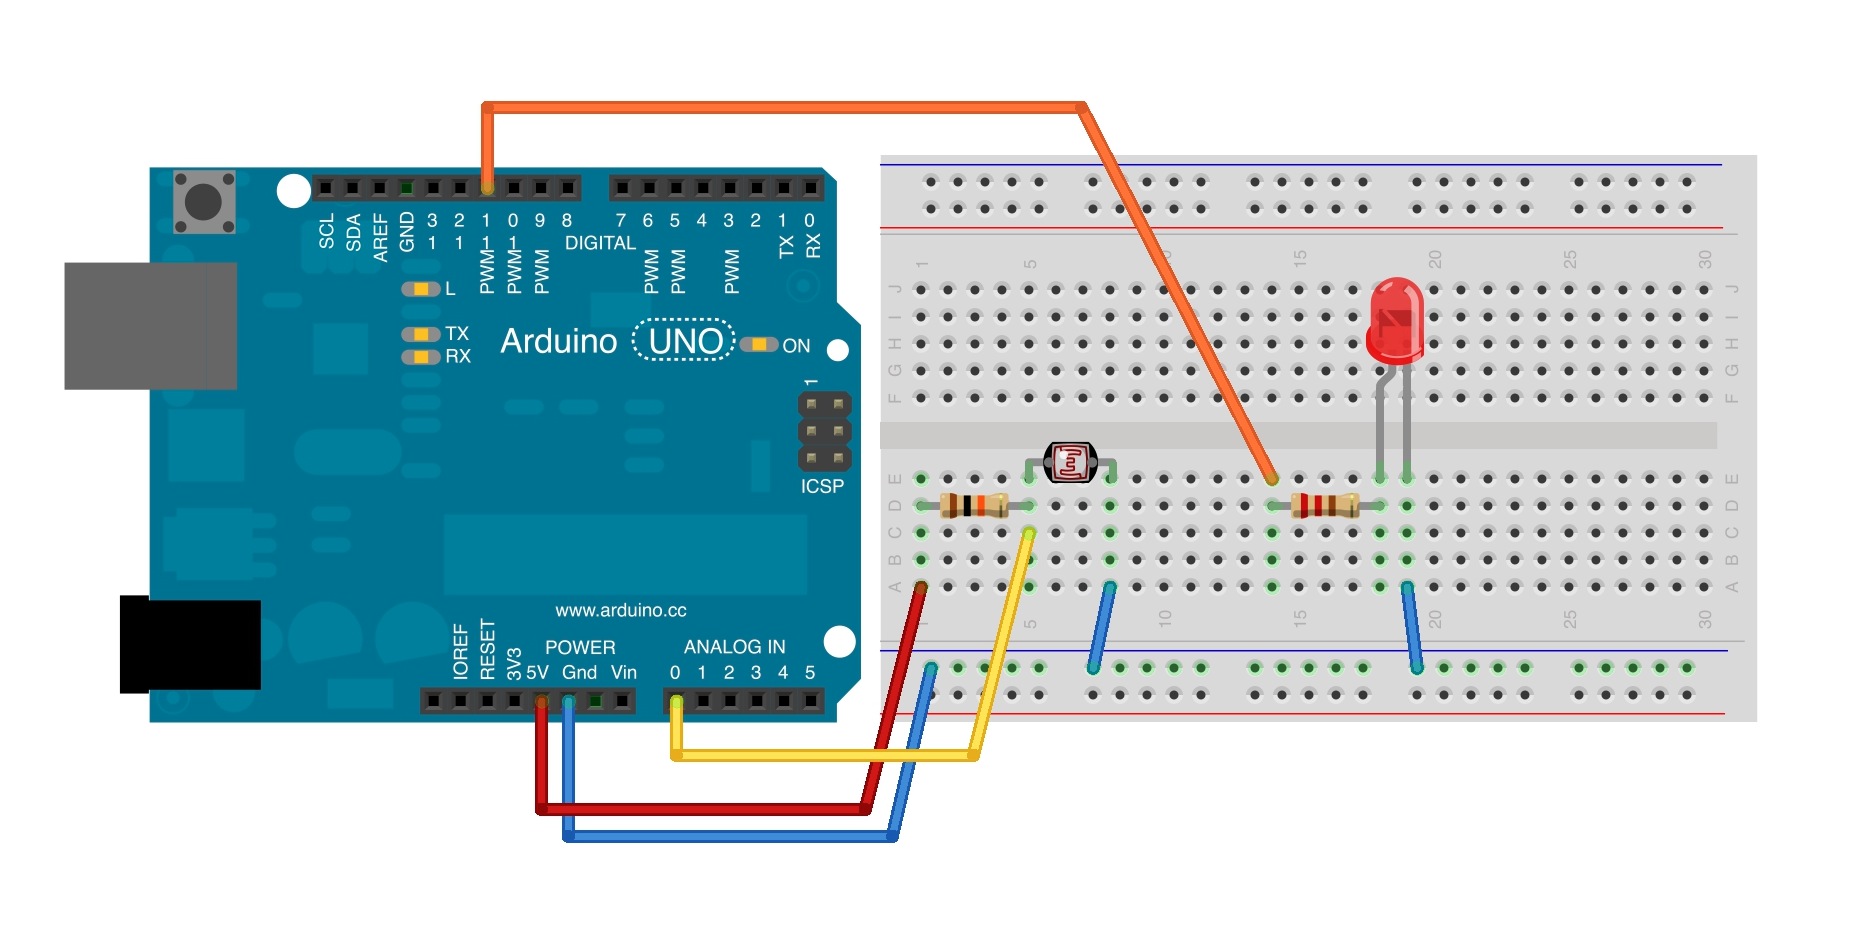 SCL SDA AREF GND 13 12 11 10 9 8 7 6 5 4 3 2 1 0
PWM PWM PWM DIGITAL PWM PWM PWM TX RX
L
TX
RX
Arduino UNO ON
1
ICSP
www.arduino.cc
POWER ANALOG IN
IOREF RESET 3V3 5V Gnd Vin 0 1 2 3 4 5
1 5 10 15 20 25 30
J J
I I
H H
G G
F F
E E
D D
C C
B B
A A
1 5 10 15 20 25 30